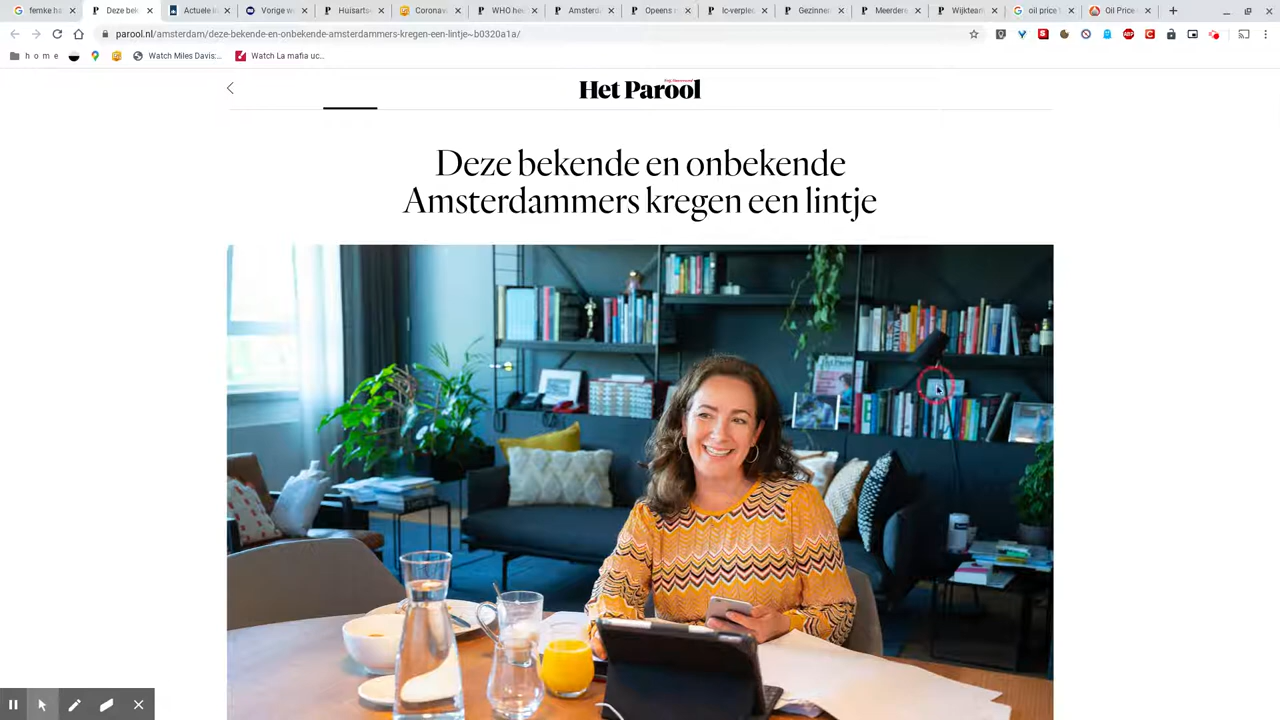 femke ha
Deze bek
Actuele k
Vorige w
Huisarts
Corona
WHO he
Amsterd
Opeens
Ic-verple
Gezinne
Meerdere
Wijktear
oil price
Oil Price
parool.nl/amsterdam/deze-bekende-en-onbekende-amsterdammers-kregen-een-lintje~b0320a1a/
h o m e
Watch Miles Davis:...
Watch La mafia uc...
Het Parool
Deze bekende en onbekende
Amsterdammers kregen een lintje